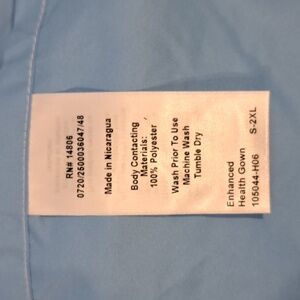 RN# 14806
0720/2500036047/48
Made in Nicaragua
Body Contacting
Materials:
100% Polyester
Wash Prior To Use
Machine Wash
Tumble Dry
Enhanced
Health Gown
105044-H06
S-2XL